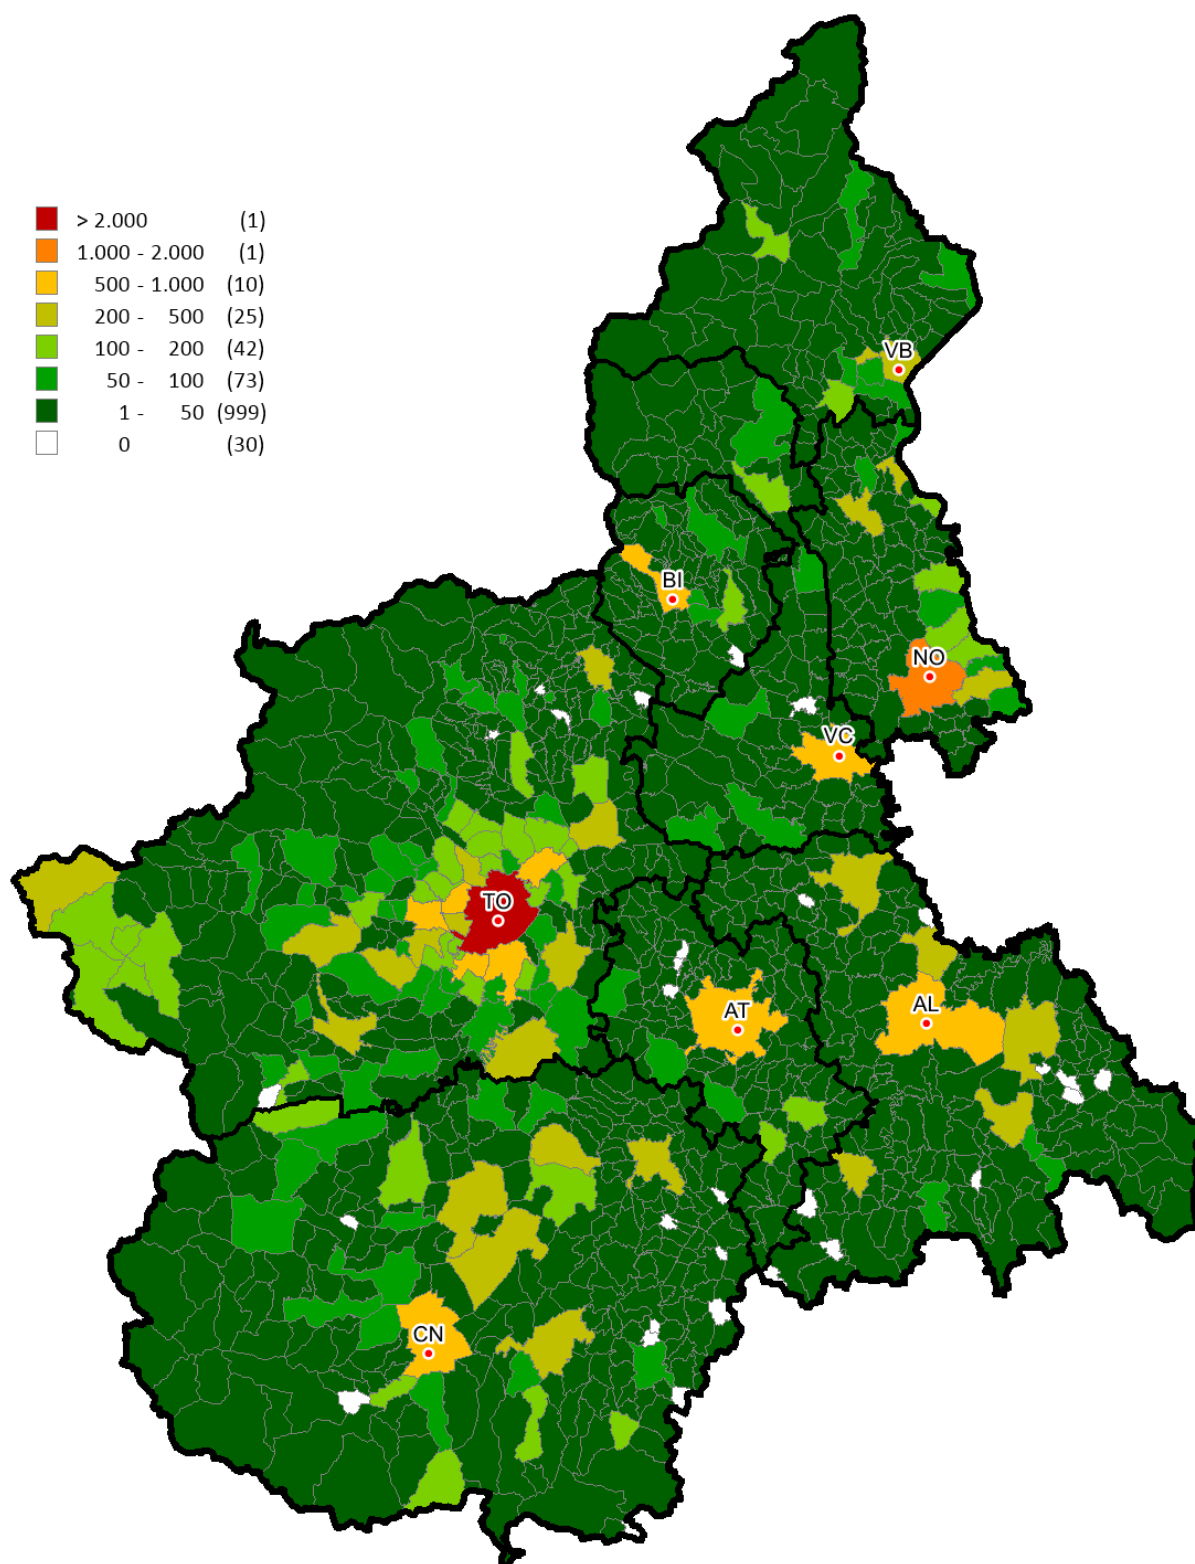 > 2.000 (1)
1.000 - 2.000 (1)
500 - 1.000 (10)
200 - 500 (25)
100 - 200 (42)
50 - 100 (73)
1 - 50 (999)
0 (30)
VB
BI
NO
VC
TO
AT
AL
CN